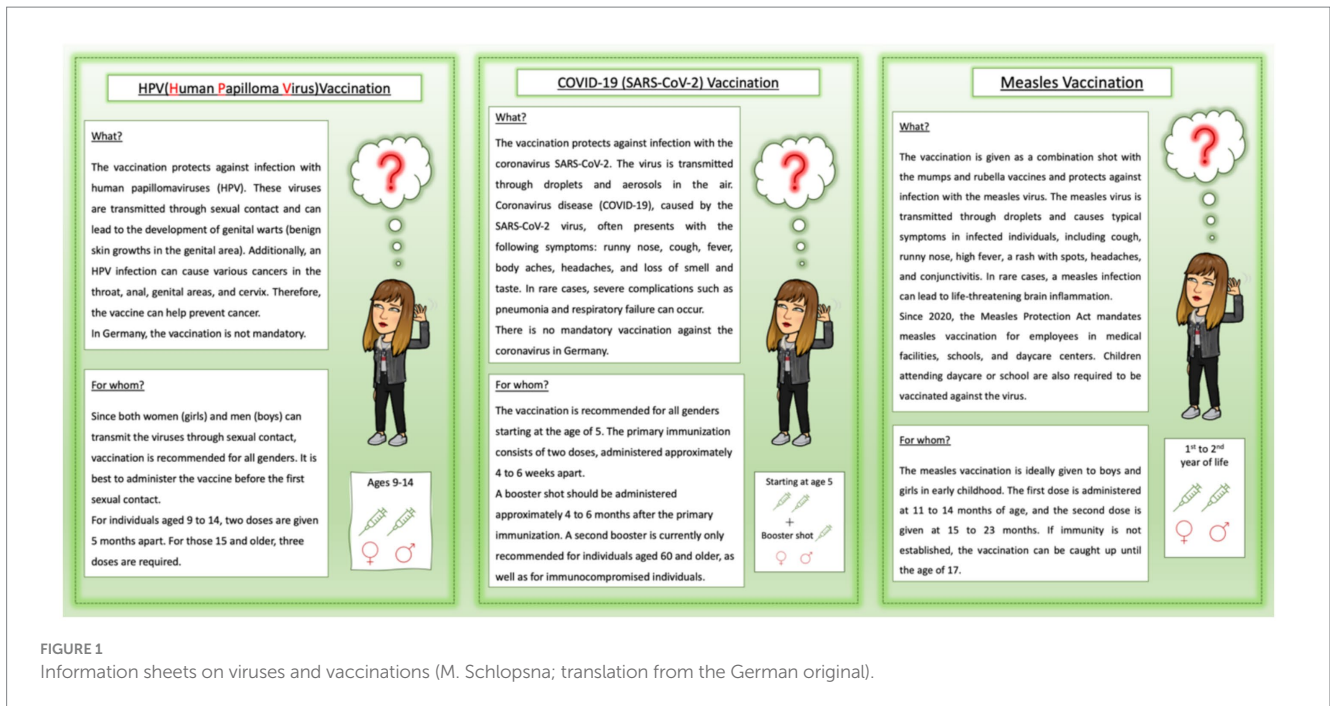 HPV(Human Papilloma Virus)Vaccination
What?
The vaccination protects against infection with
human papillomaviruses (HPV). These viruses
are transmitted through sexual contact and can
lead to the development of genital warts (benign
skin growths in the genital area). Additionally, an
HPV infection can cause various cancers in the
throat, anal, genital areas, and cervix. Therefore,
the vaccine can help prevent cancer.
In Germany, the vaccination is not mandatory.
?
For whom?
Since both women (girls) and men (boys) can
transmit the viruses through sexual contact,
vaccination is recommended for all genders. It is
best to administer the vaccine before the first
sexual contact.
For individuals aged 9 to 14, two doses are given
5 months apart. For those 15 and older, three
doses are required.
Ages 9-14
COVID-19 (SARS-CoV-2) Vaccination
What?
The vaccination protects against infection with the
coronavirus SARS-CoV-2. The virus is transmitted
through droplets and aerosols in the air.
Coronavirus disease (COVID-19), caused by the
SARS-CoV-2 virus, often presents with the
following symptoms: runny nose, cough, fever,
body aches, headaches, and loss of smell and
taste. In rare cases, severe complications such as
pneumonia and respiratory failure can occur.
There is no mandatory vaccination against the
coronavirus in Germany.
?
For whom?
The vaccination is recommended for all genders
starting at the age of 5. The primary immunization
consists of two doses, administered approximately
4 to 6 weeks apart.
A booster shot should be administered
approximately 4 to 6 months after the primary
immunization. A second booster is currently only
recommended for individuals aged 60 and older, as
well as for immunocompromised individuals.
Starting at age 5
+
Booster shot
Measles Vaccination
What?
The vaccination is given as a combination shot with
the mumps and rubella vaccines and protects against
infection with the measles virus. The measles virus is
transmitted through droplets and causes typical
symptoms in infected individuals, including cough,
runny nose, high fever, a rash with spots, headaches,
and conjunctivitis. In rare cases, a measles infection
can lead to life-threatening brain inflammation.
Since 2020, the Measles Protection Act mandates
measles vaccination for employees in medical
facilities, schools, and daycare centers. Children
attending daycare or school are also required to be
vaccinated against the virus.
?
For whom?
The measles vaccination is ideally given to boys and
girls in early childhood. The first dose is administered
at 11 to 14 months of age, and the second dose is
given at 15 to 23 months. If immunity is not
established, the vaccination can be caught up until
the age of 17.
1st to 2nd
year of life
FIGURE 1
Information sheets on viruses and vaccinations (M. Schlopsna; translation from the German original).